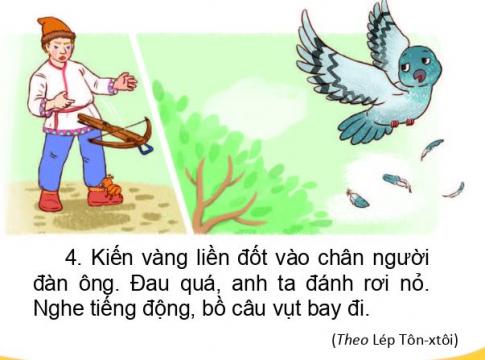 4. Kiến vàng liền đốt vào chân người
đàn ông. Đau quá, anh ta đánh rơi nỏ.
Nghe tiếng động, bồ câu vụt bay đi.
(Theo Lép Tôn-xtôi)